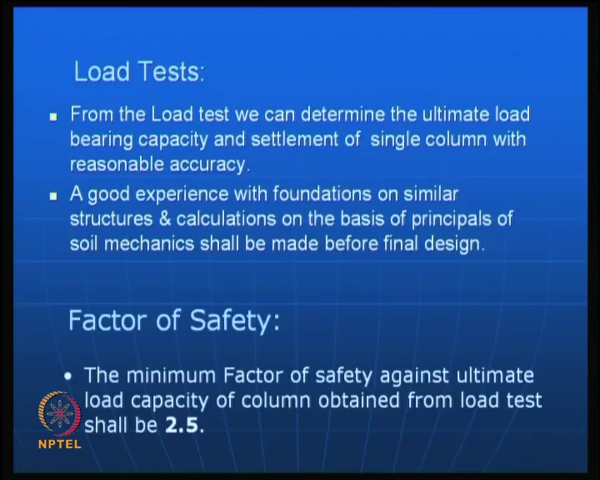 Load Tests:
From the Load test we can determine the ultimate load
bearing capacity and settlement of single column with
reasonable accuracy.
A good experience with foundations on similar
structures & calculations on the basis of principals of
soil mechanics shall be made before final design.
Factor of Safety:
The minimum Factor of safety against ultimate
load capacity of column obtained from load test
shall be 2.5.
NPTEL